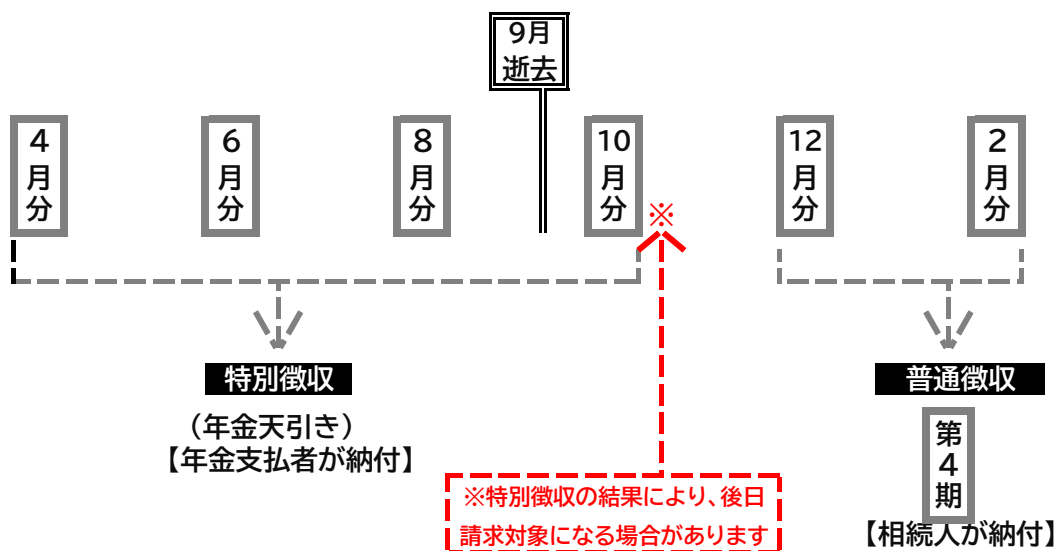 9月
逝去
4月分
6月分
8月分
10月分
※
12月分
2月分
特別徴収
(年金天引き)
【年金支払者が納付】
※特別徴収の結果により、後日
請求対象になる場合があります
普通徴収
第4期
【相続人が納付】